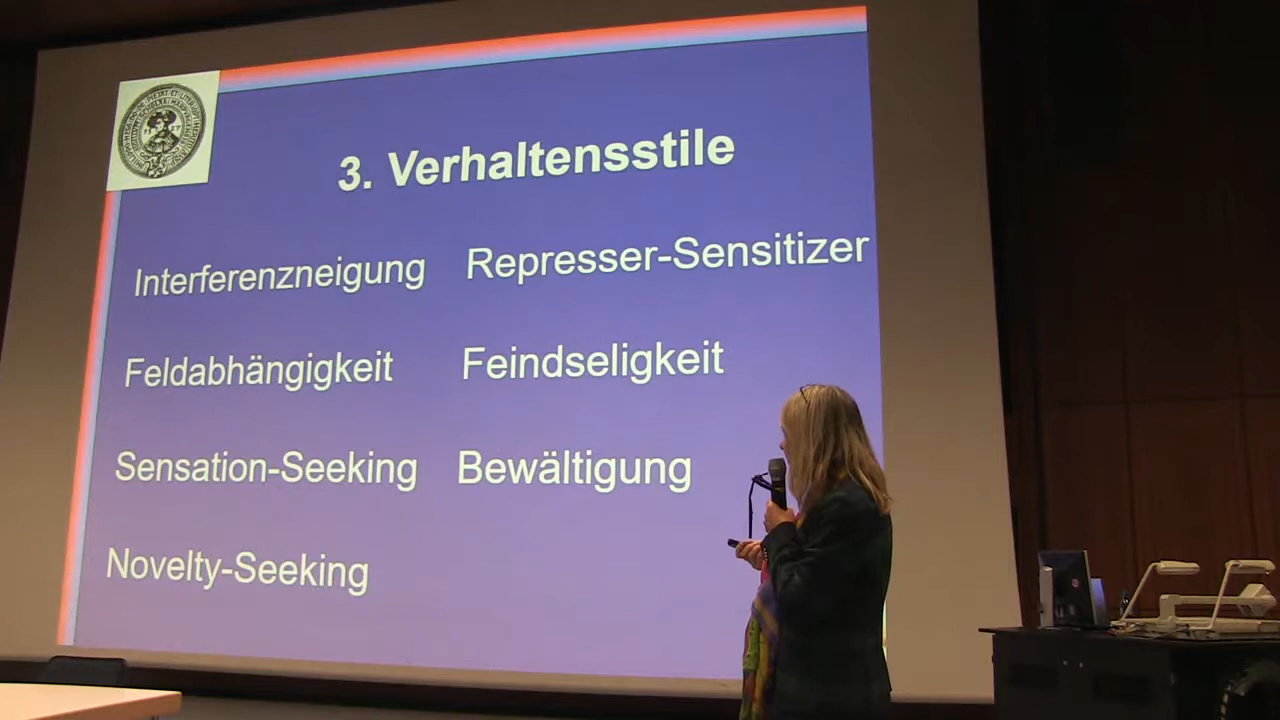 3. Verhaltensstile
Interferenzneigung Represser-Sensitizer
Feldabhängigkeit Feindseligkeit
Sensation-Seeking Bewältigung
Novelty-Seeking